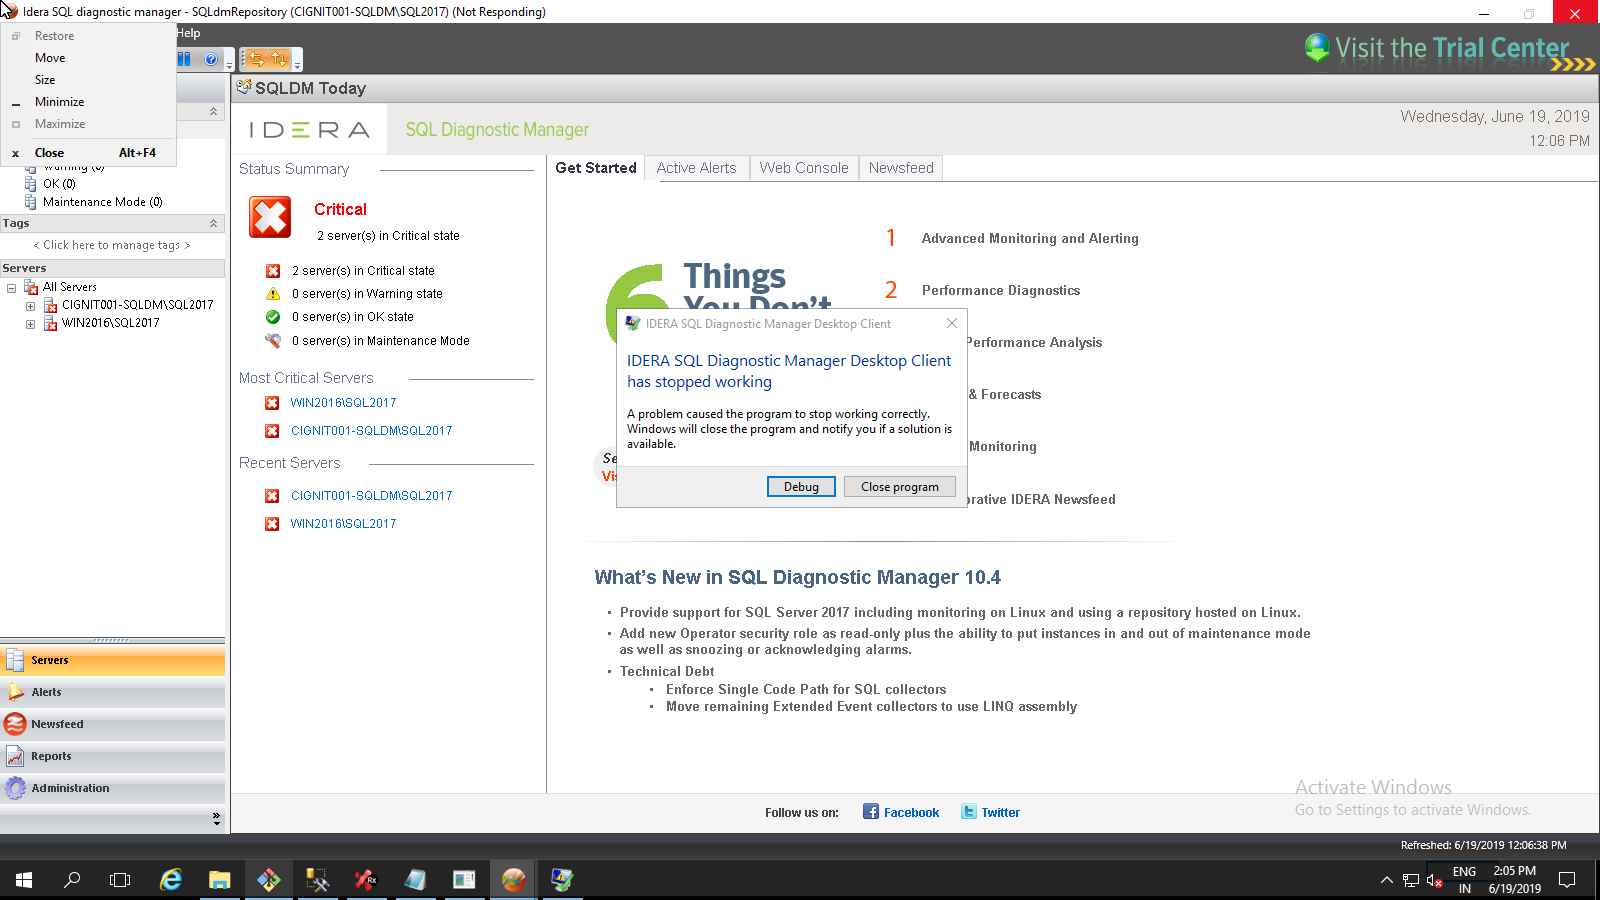 Idera SQL diagnostic manager - SQLdmRepository (CIGNIT001-SQLDM\SQL2017) (Not Responding)
Restore
Move
Size
Minimize
Maximize
Close Alt+F4
Help
Visit the Trial Center
SQLDM Today
IDERA SQL Diagnostic Manager
Wednesday, June 19, 2019
12:06 PM
OK (0)
Maintenance Mode (0)
Tags
< Click here to manage tags >
Servers
All Servers
CIGNIT001-SQLDM\SQL2017
WIN2016\SQL2017
Servers
Alerts
Newsfeed
Reports
Administration
Status Summary
Critical
2 server(s) in Critical state
2 server(s) in Critical state
0 server(s) in Warning state
0 server(s) in OK state
0 server(s) in Maintenance Mode
Most Critical Servers
WIN2016\SQL2017
CIGNIT001-SQLDM\SQL2017
Recent Servers
CIGNIT001-SQLDM\SQL2017
WIN2016\SQL2017
Get Started Active Alerts Web Console Newsfeed
6 Things
You Don't
1 Advanced Monitoring and Alerting
2 Performance Diagnostics
Performance Analysis
& Forecasts
Monitoring
IDERA Newsfeed
IDERA SQL Diagnostic Manager Desktop Client
IDERA SQL Diagnostic Manager Desktop Client
has stopped working
A problem caused the program to stop working correctly.
Windows will close the program and notify you if a solution is
available.
Debug Close program
What's New in SQL Diagnostic Manager 10.4
• Provide support for SQL Server 2017 including monitoring on Linux and using a repository hosted on Linux.
• Add new Operator security role as read-only plus the ability to put instances in and out of maintenance mode
as well as snoozing or acknowledging alarms.
• Technical Debt
• Enforce Single Code Path for SQL collectors
• Move remaining Extended Event collectors to use LINQ assembly
Activate Windows
Go to Settings to activate Windows.
Follow us on: Facebook Twitter
Refreshed: 6/19/2019 12:06:38 PM
ENG
IN
2:05 PM
6/19/2019